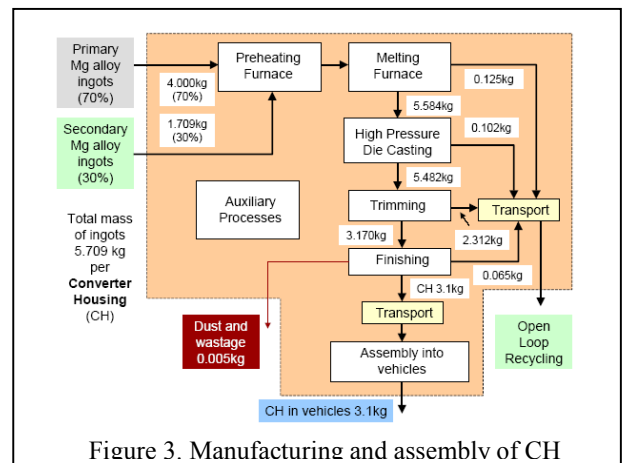 Primary
Mg alloy
ingots
(70%)
4.000kg
(70%)
Preheating
Furnace
Melting
Furnace
0.125kg
Secondary
Mg alloy
ingots
(30%)
1.709kg
(30%)
5.584kg
High Pressure
Die Casting
0.102kg
5.482kg
Auxiliary
Processes
Trimming
Transport
2.312kg
Total mass
of ingots
5.709 kg
per
Converter
Housing
(CH)
3.170kg
Finishing
0.065kg
CH 3.1kg
Transport
Dust and
wastage
0.005kg
Assembly into
vehicles
Open
Loop
Recycling
CH in vehicles 3.1kg
Figure 3. Manufacturing and assembly of CH